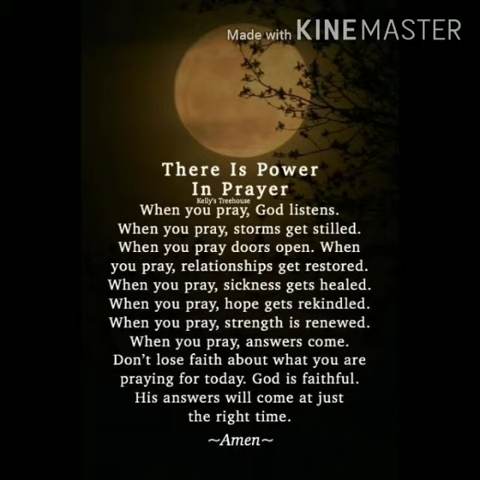 Made with KINEMASTER
There Is Power
In Prayer
Kelly's Treehouse
When you pray, God listens.
When you pray, storms get stilled.
When you pray doors open. When
you pray, relationships get restored.
When you pray, sickness gets healed.
When you pray, hope gets rekindled.
When you pray, strength is renewed.
When you pray, answers come.
Don't lose faith about what you are
praying for today. God is faithful.
His answers will come at just
the right time.
~Amen~